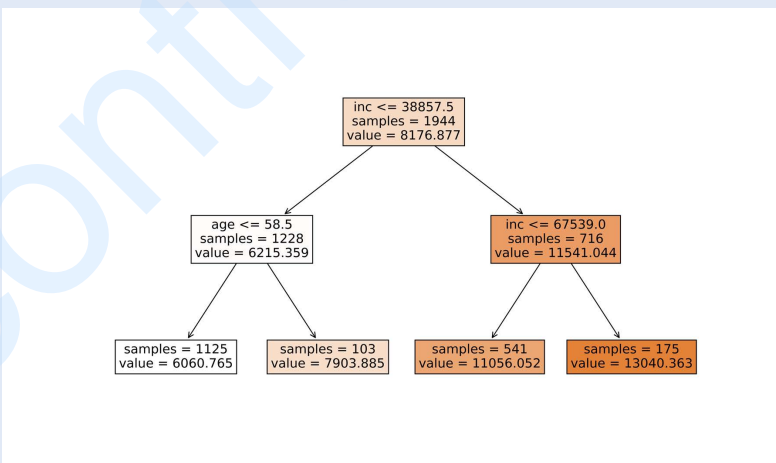 inc <= 38857.5
samples = 1944
value = 8176.877
age <= 58.5
samples = 1228
value = 6215.359
inc <= 67539.0
samples = 716
value = 11541.044
samples = 1125
value = 6060.765
samples = 103
value = 7903.885
samples = 541
value = 11056.052
samples = 175
value = 13040.363